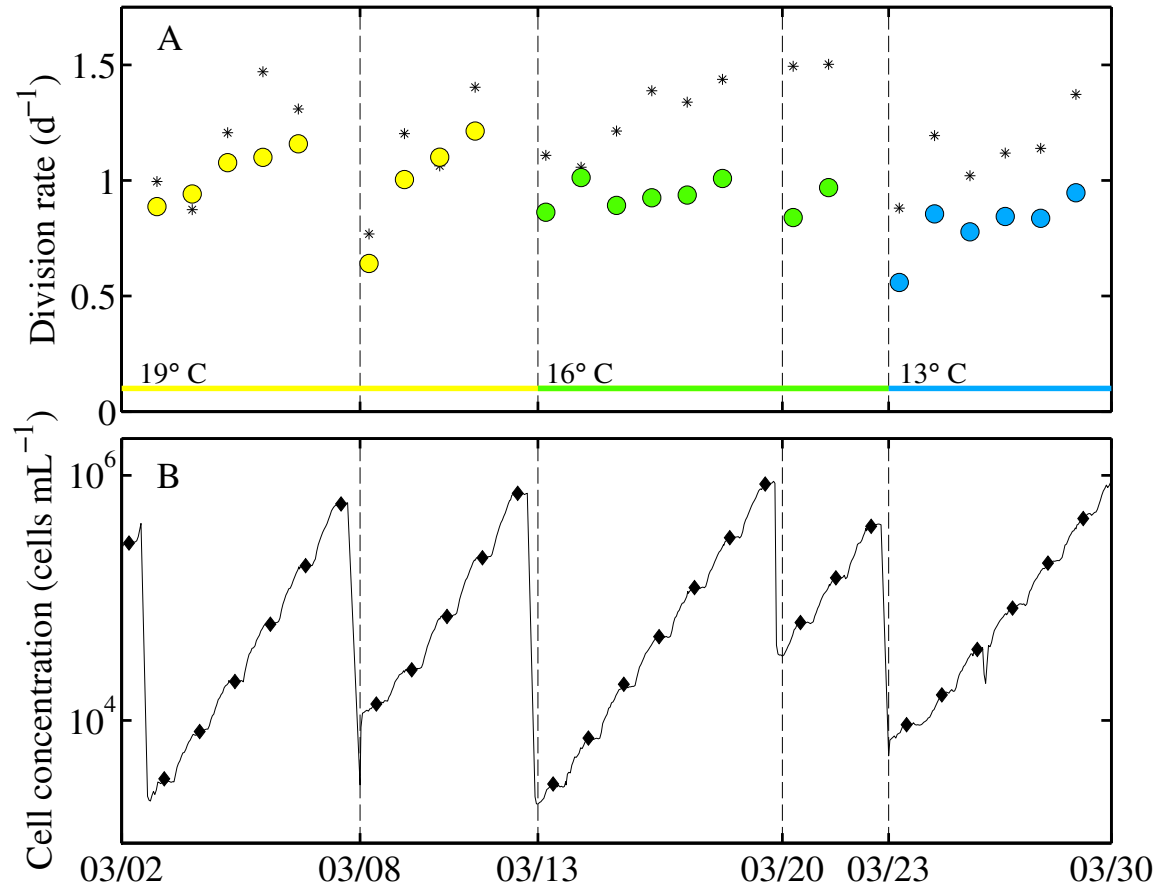 A
Division rate (d⁻¹)
1.5
1
0.5
0
19° C
16° C
13° C
B
Cell concentration (cells mL⁻¹)
10⁶
10⁴
03/02 03/08 03/13 03/20 03/23 03/30